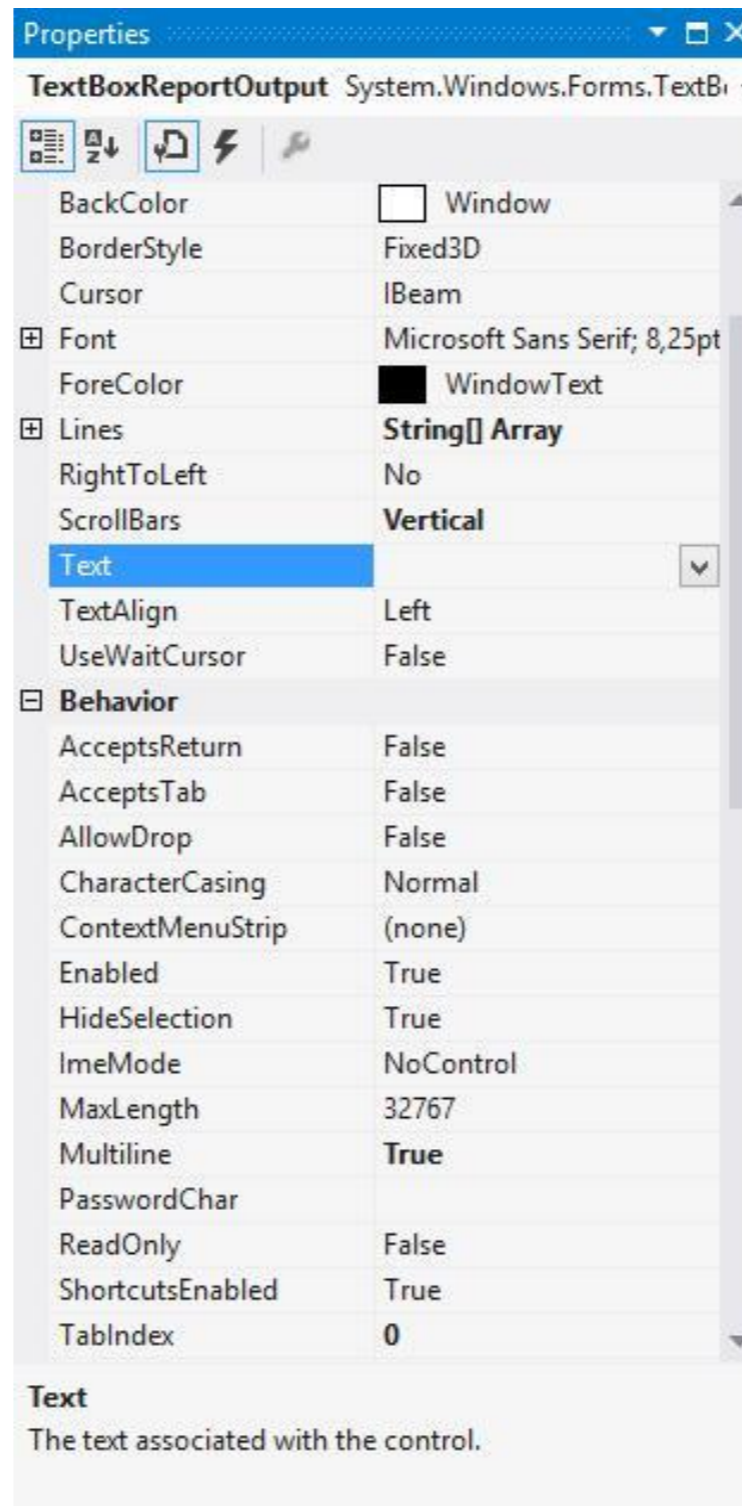 Properties
TextBoxReportOutput System.Windows.Forms.TextB
BackColor Window
BorderStyle Fixed3D
Cursor IBeam
Font Microsoft Sans Serif; 8,25pt
ForeColor WindowText
Lines String[] Array
RightToLeft No
ScrollBars Vertical
Text
TextAlign Left
UseWaitCursor False
Behavior
AcceptsReturn False
AcceptsTab False
AllowDrop False
CharacterCasing Normal
ContextMenuStrip (none)
Enabled True
HideSelection True
ImeMode NoControl
MaxLength 32767
Multiline True
PasswordChar
ReadOnly False
ShortcutsEnabled True
TabIndex 0
Text
The text associated with the control.